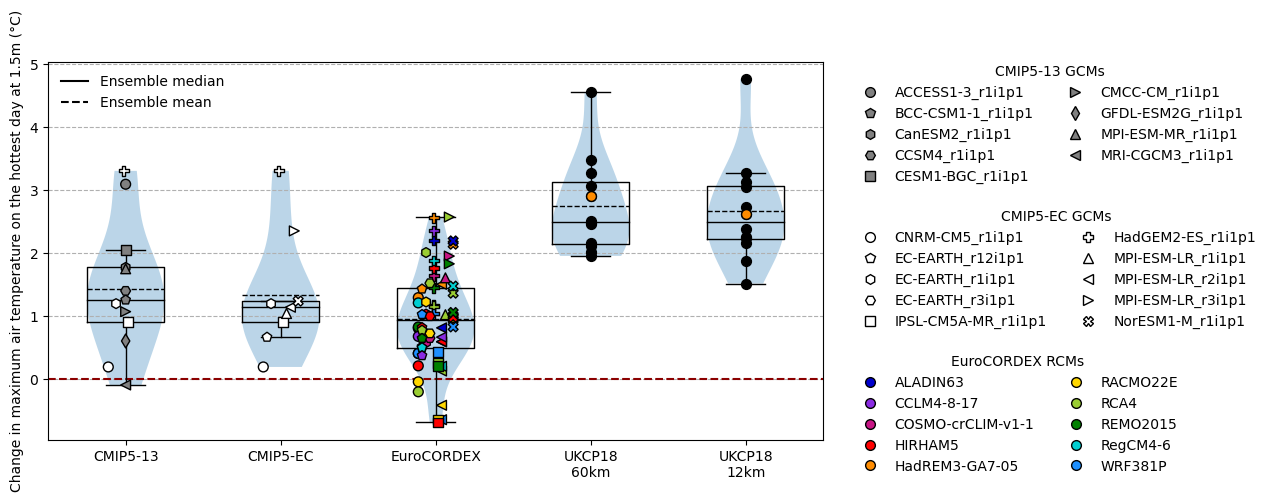 Change in maximum air temperature on the hottest day at 1.5m (°C)
5
4
3
2
1
0
Ensemble median
Ensemble mean
CMIP5-13
CMIP5-EC
EuroCORDEX
UKCP18
60km
UKCP18
12km
CMIP5-13 GCMs
ACCESS1-3_r1i1p1
BCC-CSM1-1_r1i1p1
CanESM2_r1i1p1
CCSM4_r1i1p1
CESM1-BGC_r1i1p1
CMCC-CM_r1i1p1
GFDL-ESM2G_r1i1p1
MPI-ESM-MR_r1i1p1
MRI-CGCM3_r1i1p1
CMIP5-EC GCMs
CNRM-CM5_r1i1p1
EC-EARTH_r12i1p1
EC-EARTH_r1i1p1
EC-EARTH_r3i1p1
IPSL-CM5A-MR_r1i1p1
HadGEM2-ES_r1i1p1
MPI-ESM-LR_r1i1p1
MPI-ESM-LR_r2i1p1
MPI-ESM-LR_r3i1p1
NorESM1-M_r1i1p1
EuroCORDEX RCMs
ALADIN63
CCLM4-8-17
COSMO-crCLIM-v1-1
HIRHAM5
HadREM3-GA7-05
RACMO22E
RCA4
REMO2015
RegCM4-6
WRF381P